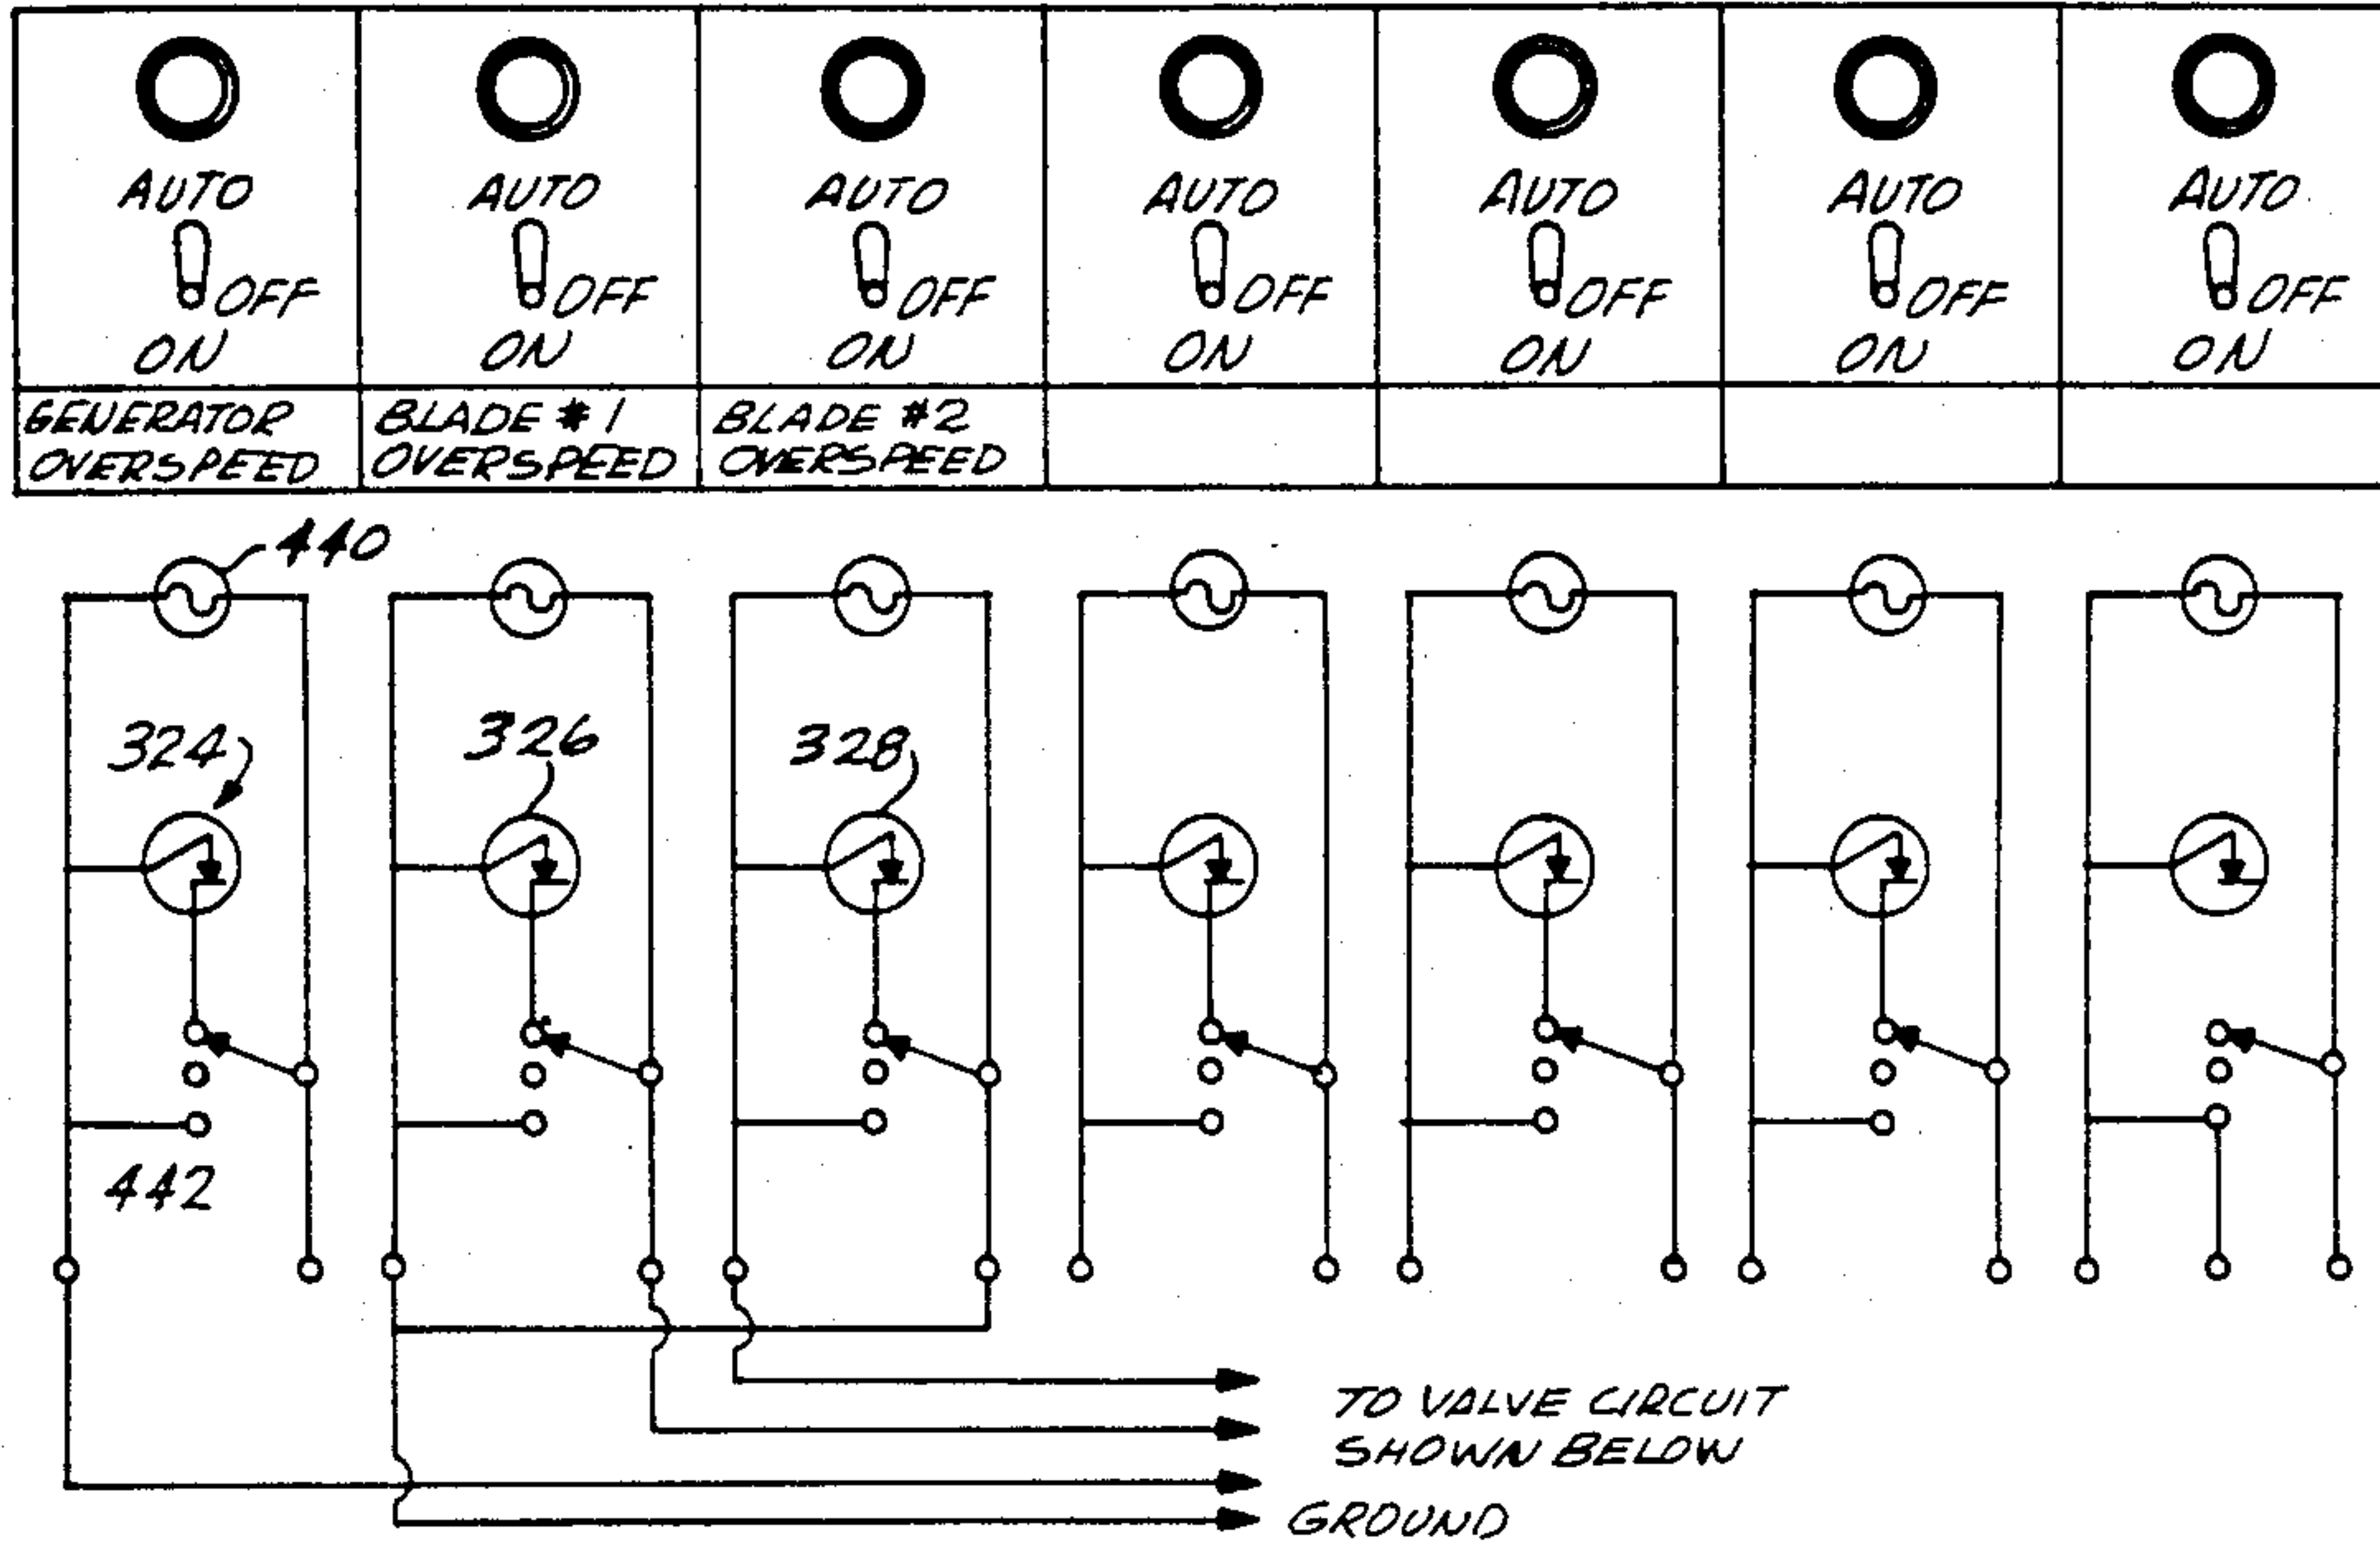 AUTO AUTO AUTO AUTO AUTO AUTO AUTO
OFF OFF OFF OFF OFF OFF OFF
ON ON ON ON ON ON ON
GENERATOR OVERSPEED
BLADE #1 OVERSPEED
BLADE #2 OVERSPEED
440
324 326 328
442
TO VALVE CIRCUIT
SHOWN BELOW
GROUND